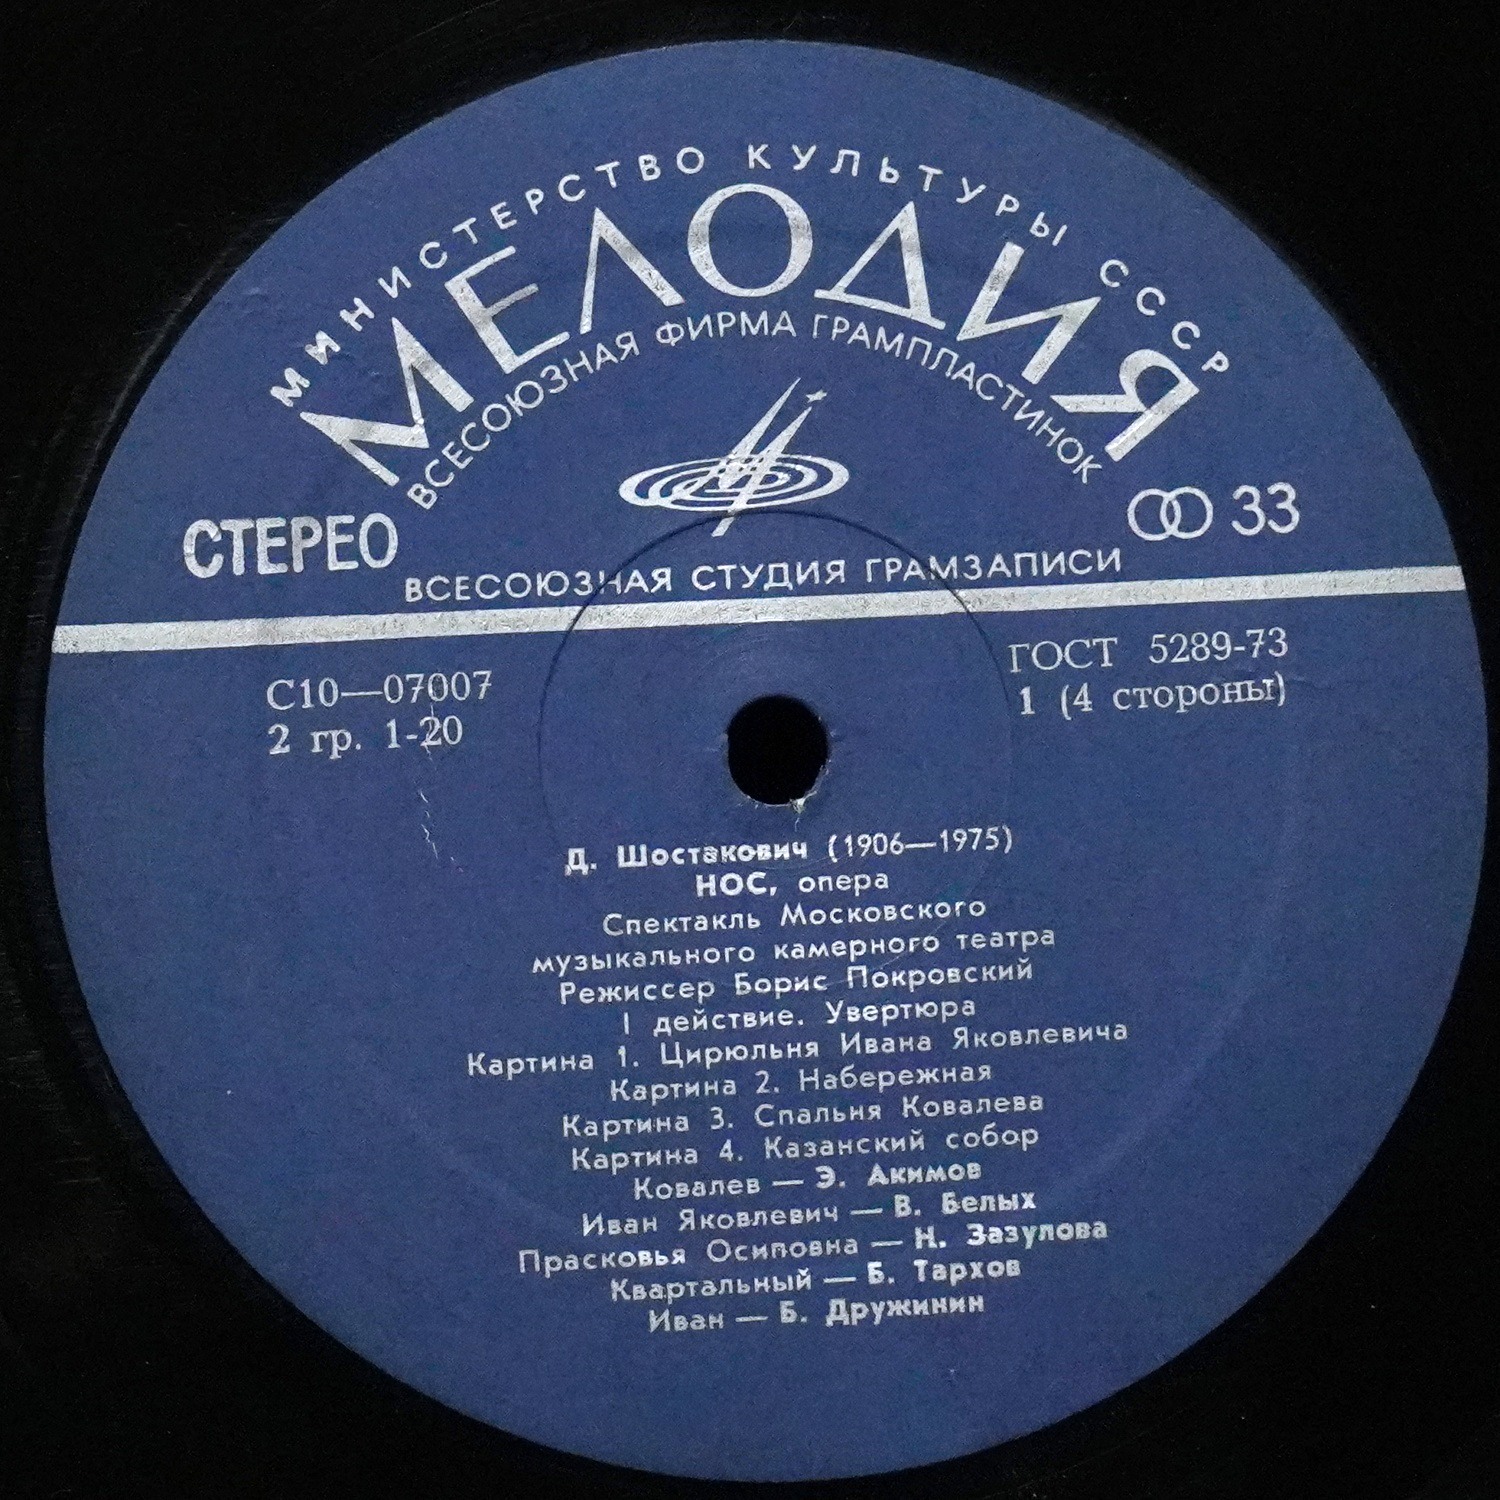 МИНИСТЕРСТВО КУЛЬТУРЫ СССР
МЕЛОДИЯ
ВСЕСОЮЗНАЯ ФИРМА ГРАМПЛАСТИНОК
СТЕРЕО
33
ВСЕСОЮЗНАЯ СТУДИЯ ГРАМЗАПИСИ
С10—07007
2 гр. 1-20
ГОСТ 5289-73
1 (4 стороны)
Д. Шостакович (1906—1975)
НОС, опера
Спектакль Московского
музыкального камерного театра
Режиссер Борис Покровский
I действие. Увертюра
Картина 1. Цирюльня Ивана Яковлевича
Картина 2. Набережная
Картина 3. Спальня Ковалева
Картина 4. Казанский собор
Ковалев — Э. Акимов
Иван Яковлевич — В. Белых
Прасковья Осиповна — Н. Зазулова
Квартальный — Б. Тархов
Иван — Б. Дружинин